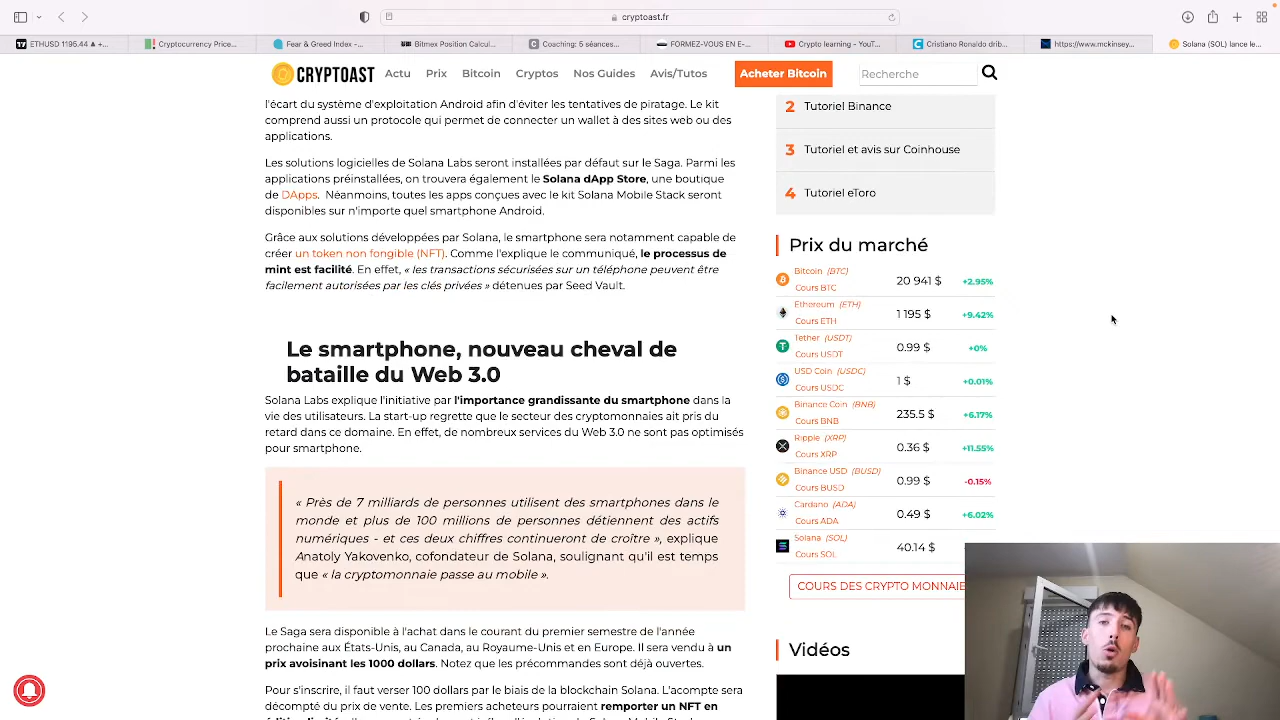 cryptoast.fr
ETHUSD 1195.44 ▲ +...
Cryptocurrency Price...
Fear & Greed Index -...
Bitmex Position Calcul...
Coaching: 5 séances...
FORMEZ-VOUS EN E-...
Crypto learning - YouT...
Cristiano Ronaldo drib...
https://www.mckinsey...
Solana (SOL) lance le...
CRYPTOAST
Actu
Prix
Bitcoin
Cryptos
Nos Guides
Avis/Tutos
Acheter Bitcoin
Recherche
l'écart du système d'exploitation Android afin d'éviter les tentatives de piratage. Le kit
comprend aussi un protocole qui permet de connecter un wallet à des sites web ou des
applications.
Les solutions logicielles de Solana Labs seront installées par défaut sur le Saga. Parmi les
applications préinstallées, on trouvera également le Solana dApp Store, une boutique
de DApps. Néanmoins, toutes les apps conçues avec le kit Solana Mobile Stack seront
disponibles sur n'importe quel smartphone Android.
Grâce aux solutions développées par Solana, le smartphone sera notamment capable de
créer un token non fongible (NFT). Comme l'explique le communiqué, le processus de
mint est facilité. En effet, « les transactions sécurisées sur un téléphone peuvent être
facilement autorisées par les clés privées » détenues par Seed Vault.
Le smartphone, nouveau cheval de
bataille du Web 3.0
Solana Labs explique l'initiative par l'importance grandissante du smartphone dans la
vie des utilisateurs. La start-up regrette que le secteur des cryptomonnaies ait pris du
retard dans ce domaine. En effet, de nombreux services du Web 3.0 ne sont pas optimisés
pour smartphone.
« Près de 7 milliards de personnes utilisent des smartphones dans le
monde et plus de 100 millions de personnes détiennent des actifs
numériques - et ces deux chiffres continueront de croître », explique
Anatoly Yakovenko, cofondateur de Solana, soulignant qu'il est temps
que « la cryptomonnaie passe au mobile ».
Le Saga sera disponible à l'achat dans le courant du premier semestre de l'année
prochaine aux États-Unis, au Canada, au Royaume-Unis et en Europe. Il sera vendu à un
prix avoisinant les 1000 dollars. Notez que les précommandes sont déjà ouvertes.
Pour s'inscrire, il faut verser 100 dollars par le biais de la blockchain Solana. L'acompte sera
décompté du prix de vente. Les premiers acheteurs pourraient remporter un NFT en
2 Tutoriel Binance
3 Tutoriel et avis sur Coinhouse
4 Tutoriel eToro
Prix du marché
Bitcoin (BTC)
Cours BTC
20 941 $ +2.95%
Ethereum (ETH)
Cours ETH
1 195 $ +9.42%
Tether (USDT)
Cours USDT
0.99 $ +0%
USD Coin (USDC)
Cours USDC
1 $ +0.01%
Binance Coin (BNB)
Cours BNB
235.5 $ +6.17%
Ripple (XRP)
Cours XRP
0.36 $ +11.55%
Binance USD (BUSD)
Cours BUSD
0.99 $ -0.15%
Cardano (ADA)
Cours ADA
0.49 $ +6.02%
Solana (SOL)
Cours SOL
40.14 $
COURS DES CRYPTO MONNAIE
Vidéos